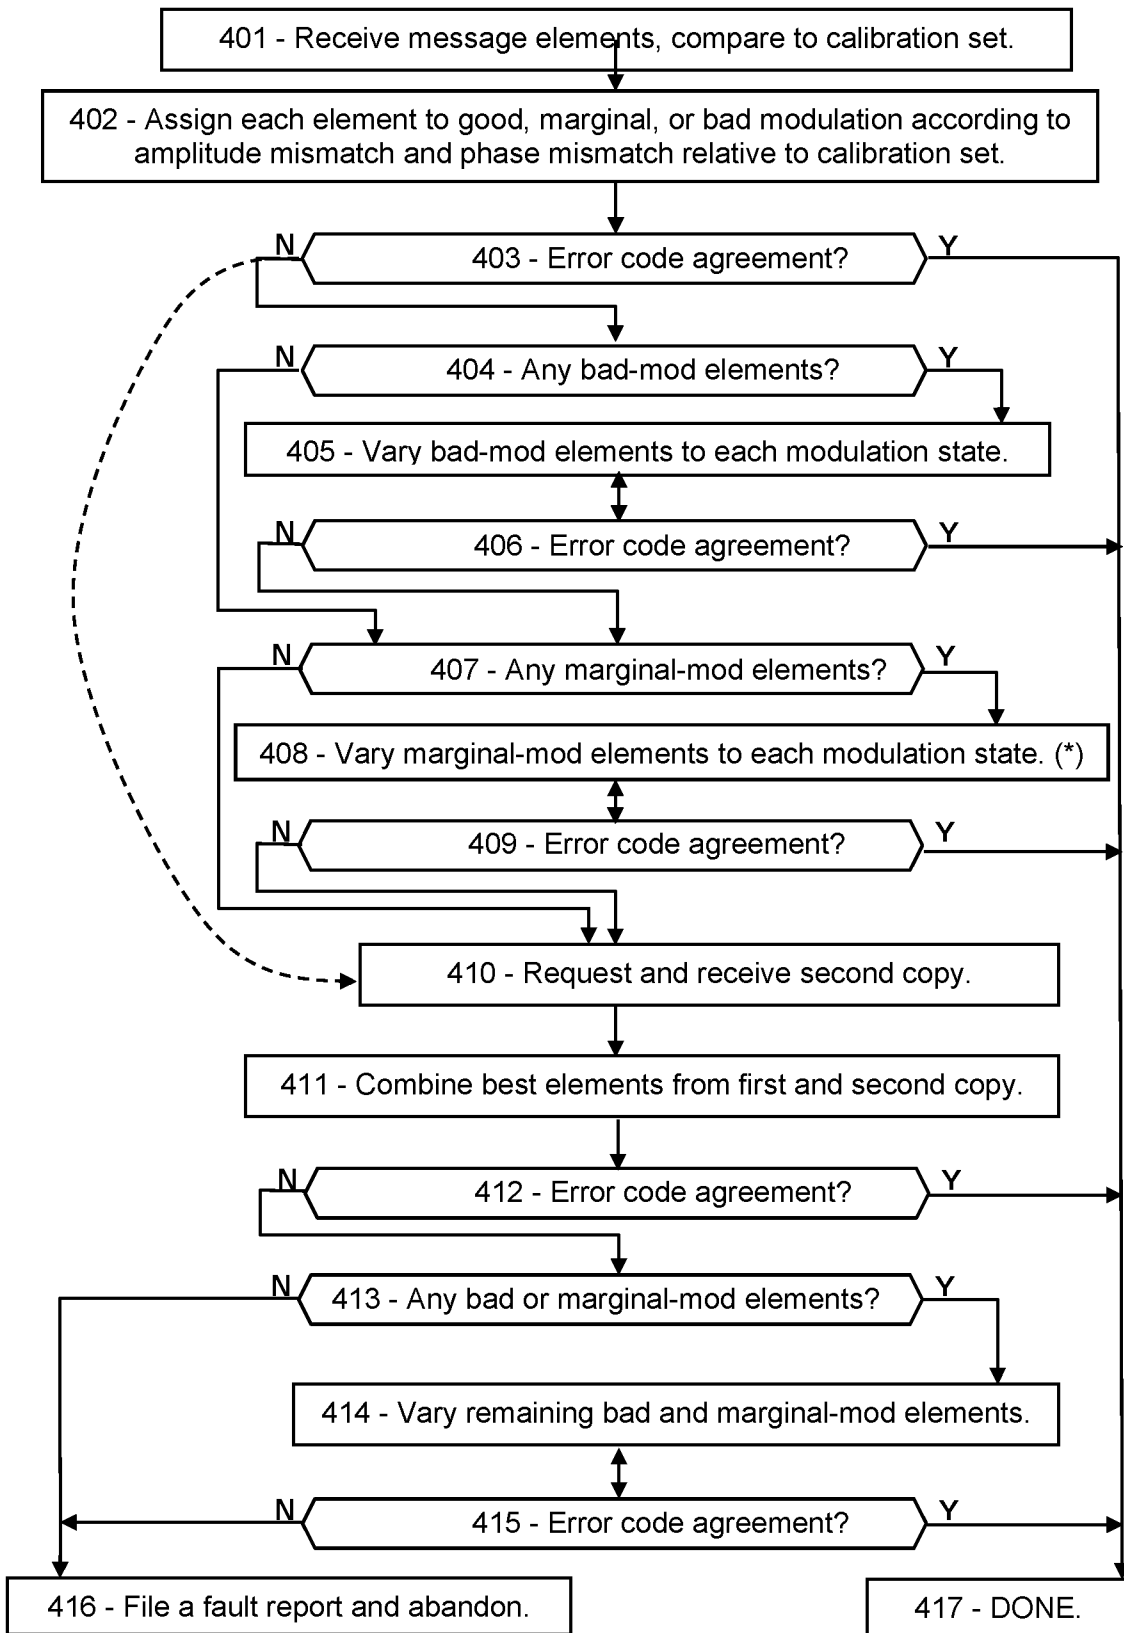 401 - Receive message elements, compare to calibration set.
402 - Assign each element to good, marginal, or bad modulation according to
amplitude mismatch and phase mismatch relative to calibration set.
N
403 - Error code agreement?
Y
N
404 - Any bad-mod elements?
Y
405 - Vary bad-mod elements to each modulation state.
N
406 - Error code agreement?
Y
N
407 - Any marginal-mod elements?
Y
408 - Vary marginal-mod elements to each modulation state. (*)
N
409 - Error code agreement?
Y
410 - Request and receive second copy.
411 - Combine best elements from first and second copy.
N
412 - Error code agreement?
Y
N
413 - Any bad or marginal-mod elements?
Y
414 - Vary remaining bad and marginal-mod elements.
N
415 - Error code agreement?
Y
416 - File a fault report and abandon.
417 - DONE.